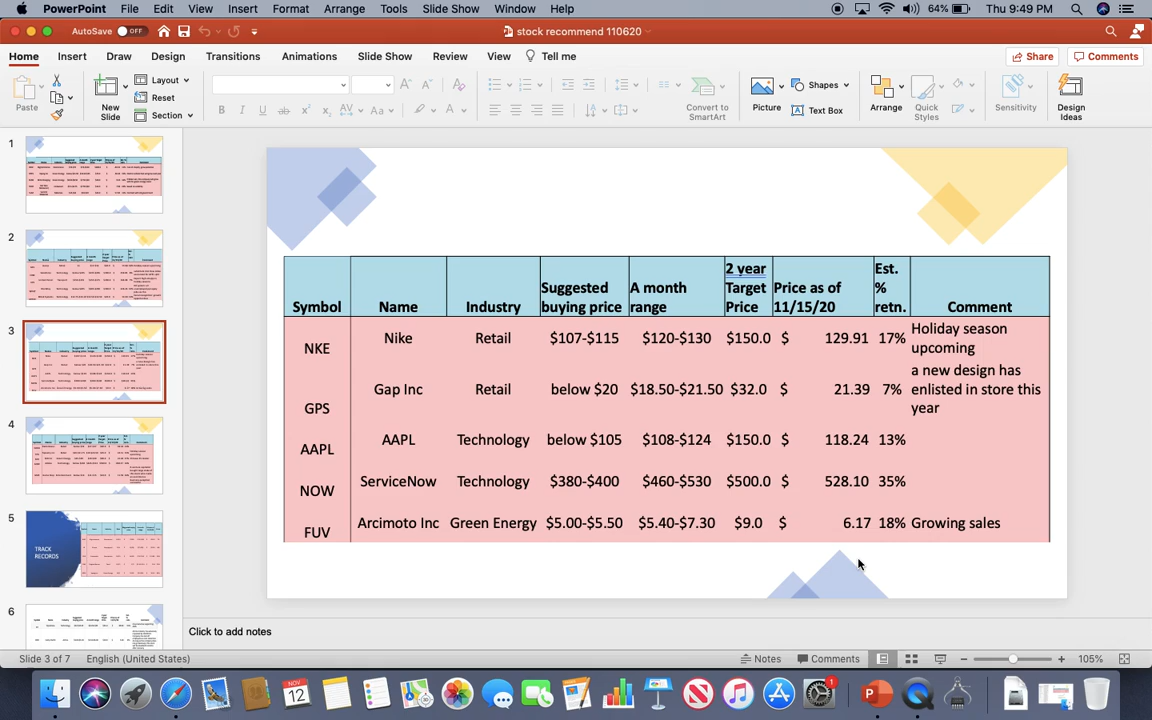 PowerPoint File Edit View Insert Format Arrange Tools Slide Show Window Help 64% Thu 9:49 PM
AutoSave OFF stock recommend 110620
Home Insert Draw Design Transitions Animations Slide Show Review View Tell me Share Comments
Paste New Slide Layout Reset Section Convert to SmartArt Picture Shapes Text Box Arrange Quick Styles Sensitivity Design Ideas
1
2
3
4
5
TRACK RECORDS
6
Symbol Name Industry Suggested buying price A month range 2 year Target Price Price as of 11/15/20 Est. % retn. Comment
NKE Nike Retail $107-$115 $120-$130 $150.0 $ 129.91 17% Holiday season upcoming
GPS Gap Inc Retail below $20 $18.50-$21.50 $32.0 $ 21.39 7% a new design has enlisted in store this year
AAPL AAPL Technology below $105 $108-$124 $150.0 $ 118.24 13%
NOW ServiceNow Technology $380-$400 $460-$530 $500.0 $ 528.10 35%
FUV Arcimoto Inc Green Energy $5.00-$5.50 $5.40-$7.30 $9.0 $ 6.17 18% Growing sales
Click to add notes
Slide 3 of 7 English (United States) Notes Comments 105%
NOV 12
1